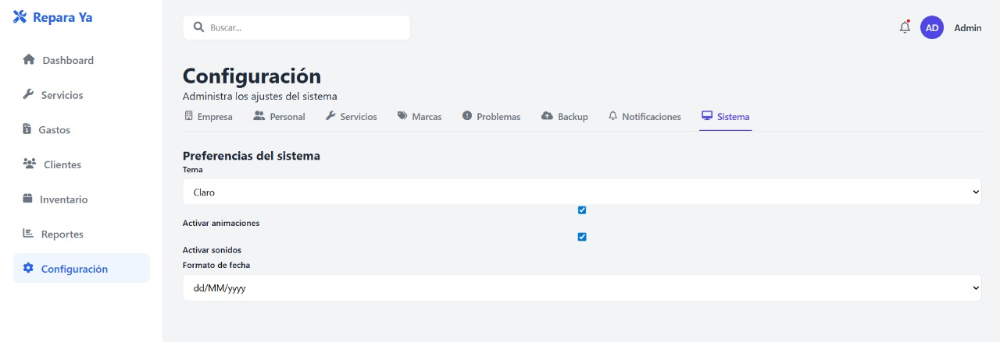 Repara Ya
Buscar...
AD
Admin
Dashboard
Servicios
Gastos
Clientes
Inventario
Reportes
Configuración
Configuración
Administra los ajustes del sistema
Empresa
Personal
Servicios
Marcas
Problemas
Backup
Notificaciones
Sistema
Preferencias del sistema
Tema
Claro
Activar animaciones
Activar sonidos
Formato de fecha
dd/MM/yyyy